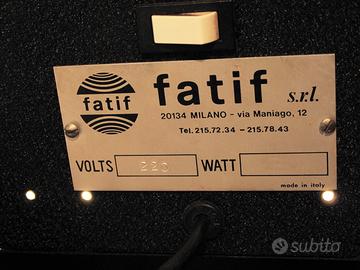 fatif
fatif s.r.l.
20134 MILANO - via Maniago, 12
Tel. 215.72.34 - 215.78.43
VOLTS 220 WATT
made in italy
subito